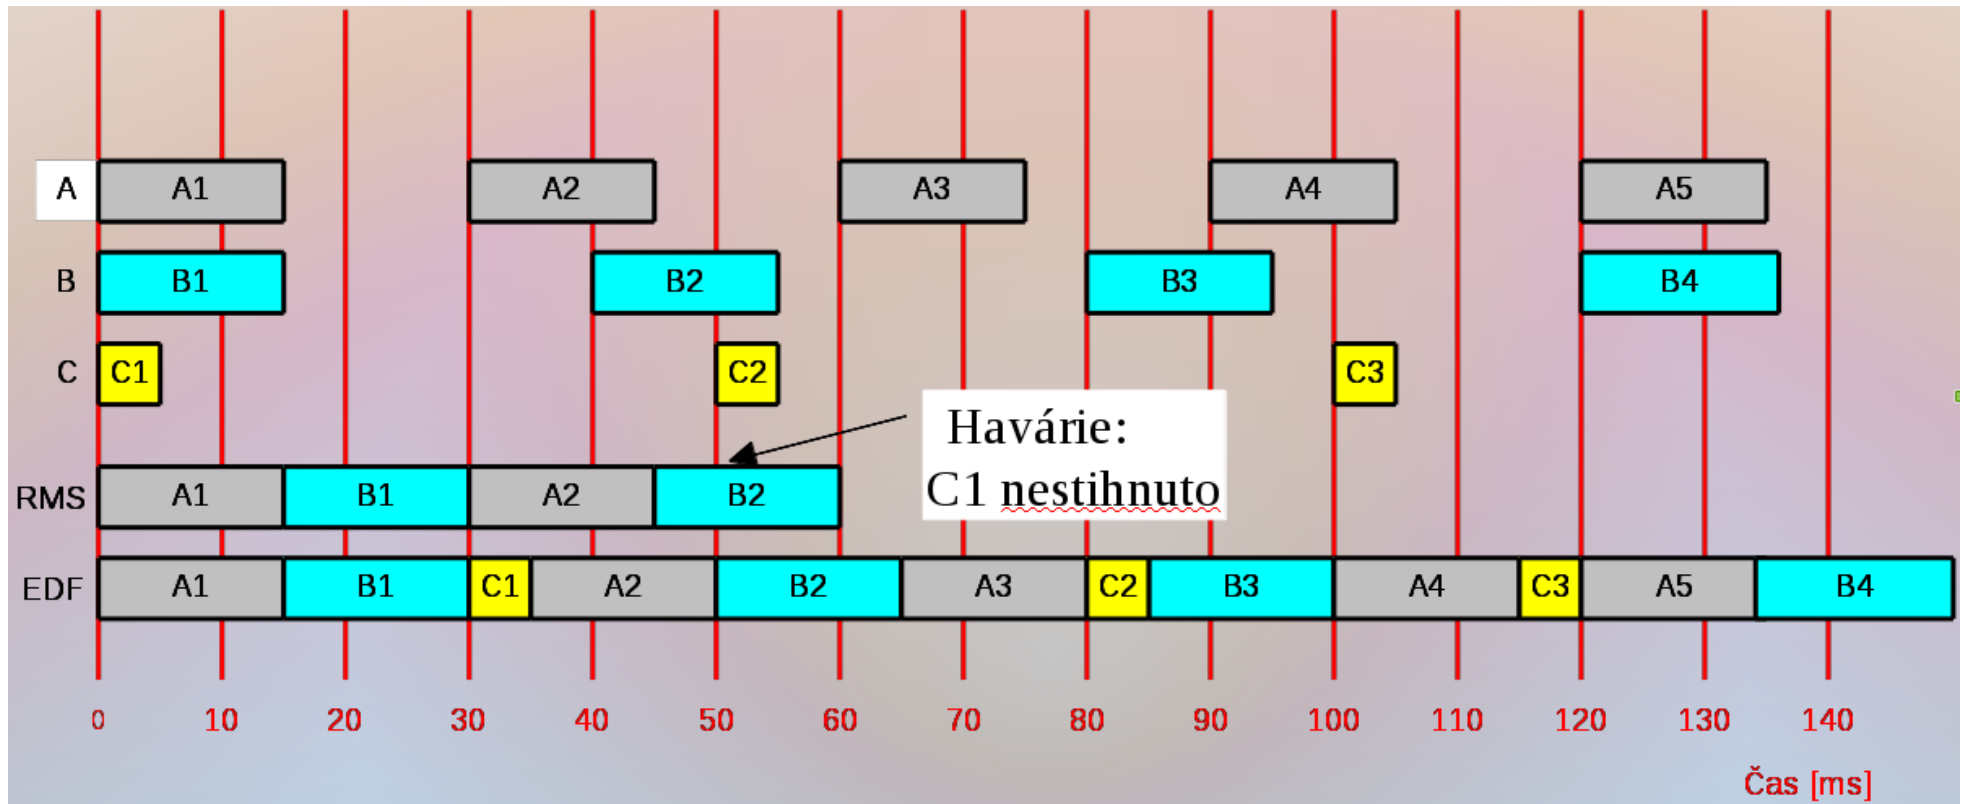 A A1 A2 A3 A4 A5
B B1 B2 B3 B4
C C1 C2 C3
Havárie:
C1 nestihnuto
RMS A1 B1 A2 B2
EDF A1 B1 C1 A2 B2 A3 C2 B3 A4 C3 A5 B4
0 10 20 30 40 50 60 70 80 90 100 110 120 130 140
Čas [ms]